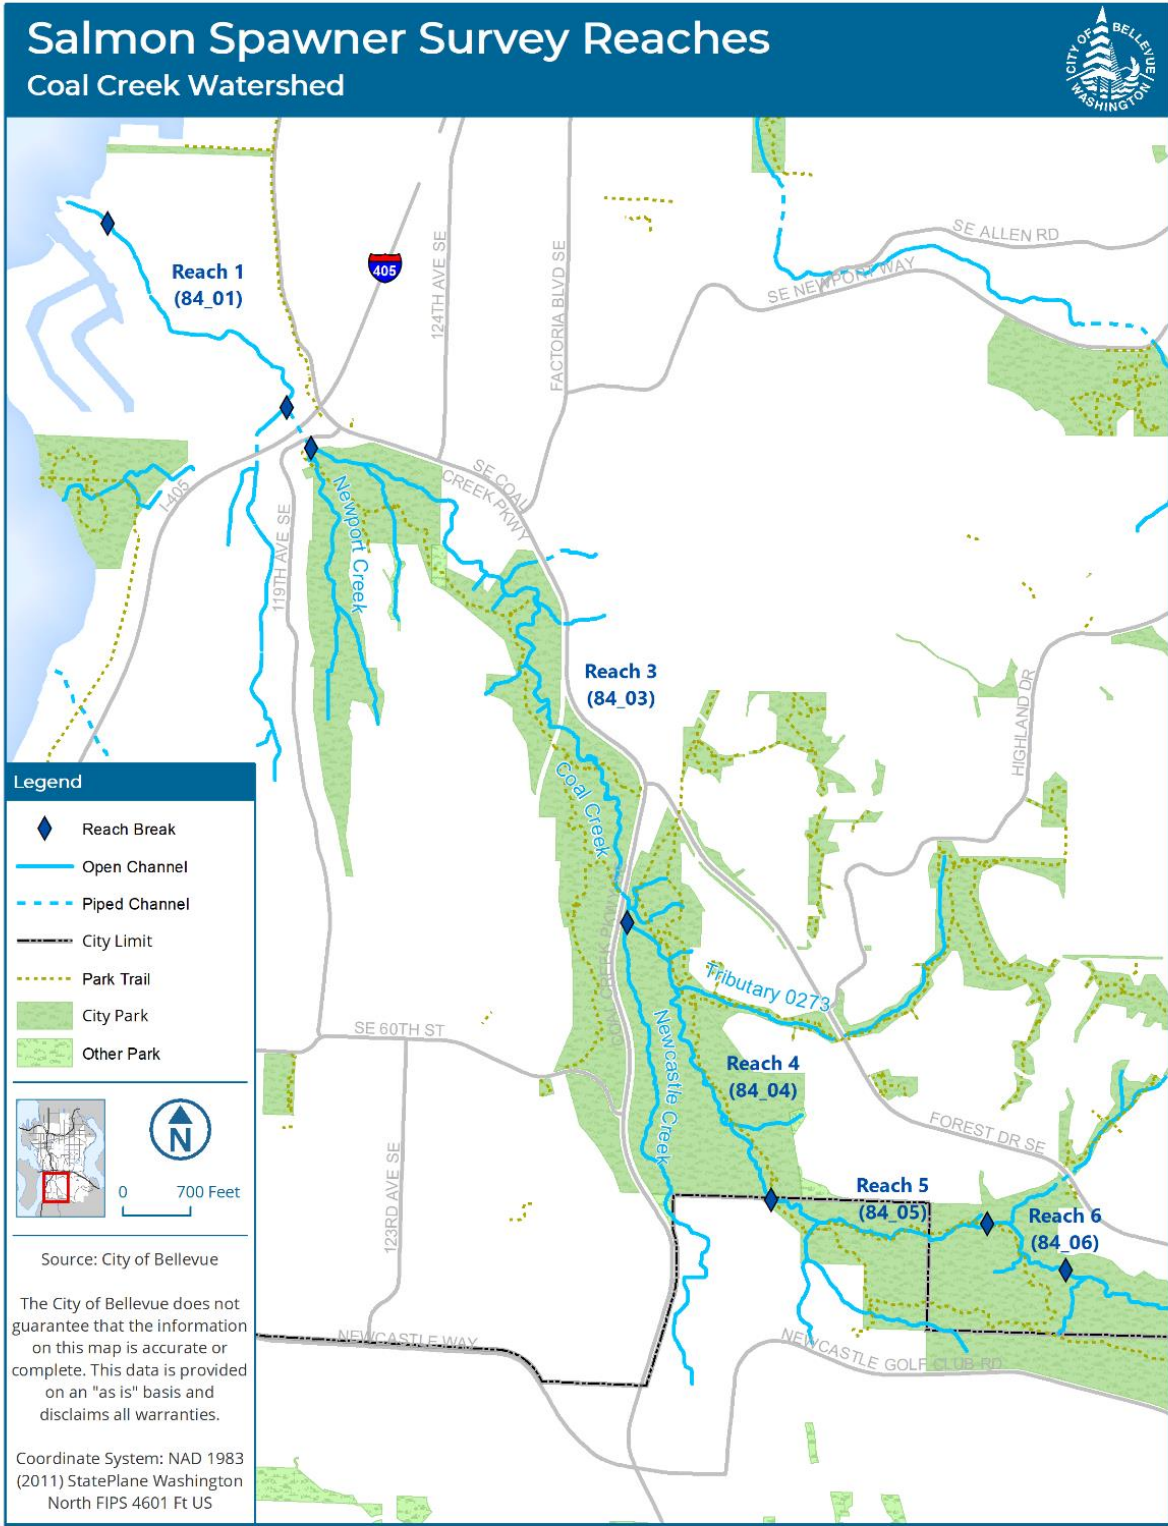 Salmon Spawner Survey Reaches
Coal Creek Watershed
CITY OF BELLEVUE
WASHINGTON
Reach 1
(84_01)
405
124TH AVE SE
FACTORIA BLVD SE
SE ALLEN RD
SE NEWPORT WAY
I-405
119TH AVE SE
Newport Creek
SE COAL
CREEK PKWY
Reach 3
(84_03)
HIGHLAND DR
Coal Creek
Tributary 0273
SE 60TH ST
Newcastle Creek
Reach 4
(84_04)
FOREST DR SE
123RD AVE SE
Reach 5
(84_05)
Reach 6
(84_06)
NEWCASTLE WAY
NEWCASTLE GOLF CLUB RD
Legend
Reach Break
Open Channel
Piped Channel
City Limit
Park Trail
City Park
Other Park
N
0 700 Feet
Source: City of Bellevue
The City of Bellevue does not
guarantee that the information
on this map is accurate or
complete. This data is provided
on an "as is" basis and
disclaims all warranties.
Coordinate System: NAD 1983
(2011) StatePlane Washington
North FIPS 4601 Ft US